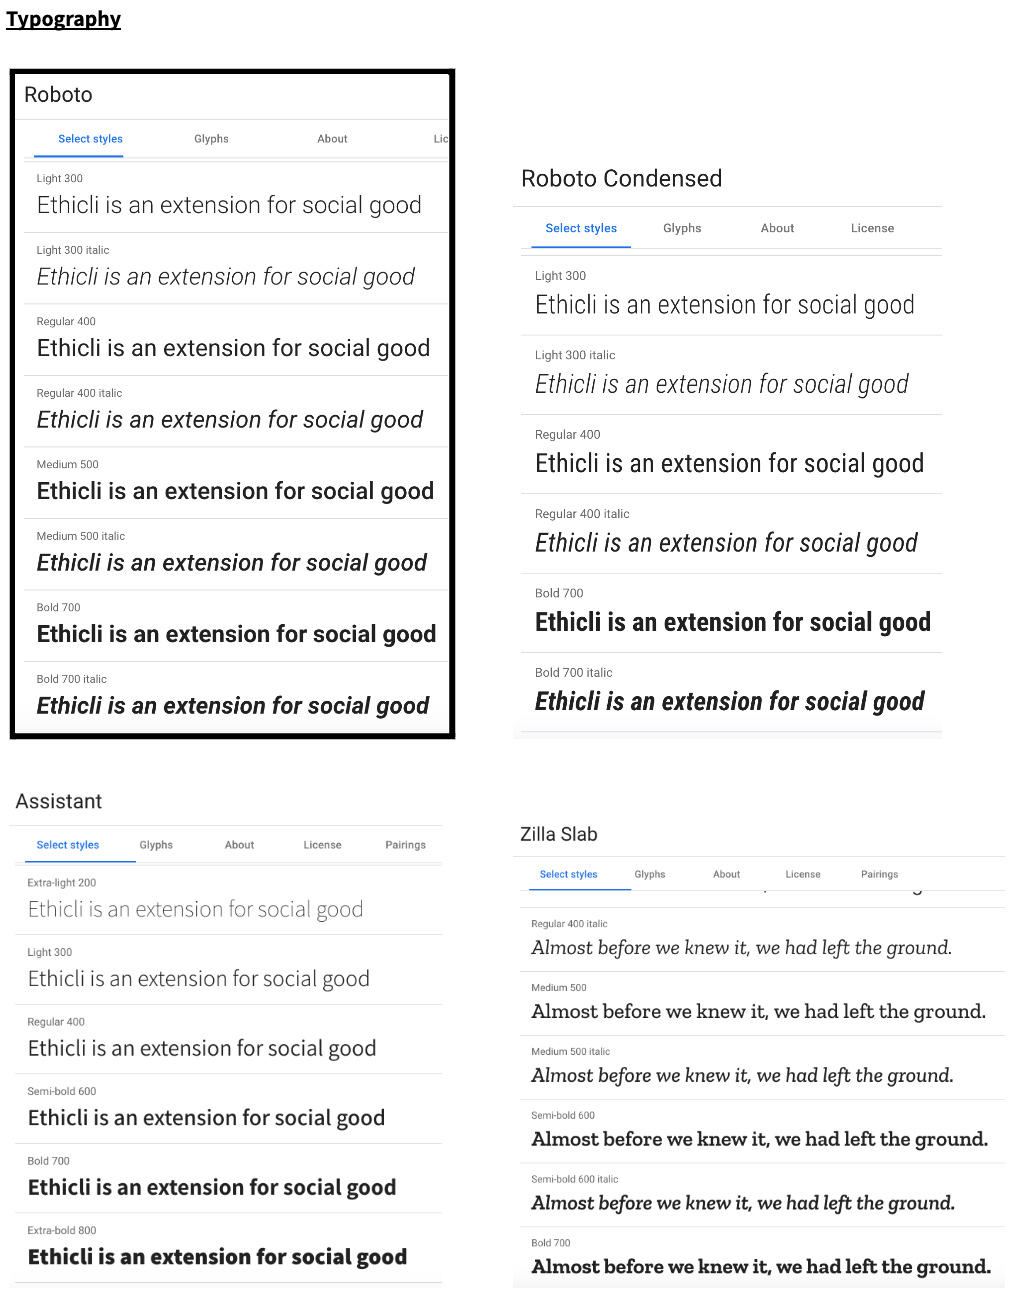 Typography
Roboto
Select styles Glyphs About Lic
Light 300
Ethicli is an extension for social good
Light 300 italic
Ethicli is an extension for social good
Regular 400
Ethicli is an extension for social good
Regular 400 italic
Ethicli is an extension for social good
Medium 500
Ethicli is an extension for social good
Medium 500 italic
Ethicli is an extension for social good
Bold 700
Ethicli is an extension for social good
Bold 700 italic
Ethicli is an extension for social good
Roboto Condensed
Select styles Glyphs About License
Light 300
Ethicli is an extension for social good
Light 300 italic
Ethicli is an extension for social good
Regular 400
Ethicli is an extension for social good
Regular 400 italic
Ethicli is an extension for social good
Bold 700
Ethicli is an extension for social good
Bold 700 italic
Ethicli is an extension for social good
Assistant
Select styles Glyphs About License Pairings
Extra-light 200
Ethicli is an extension for social good
Light 300
Ethicli is an extension for social good
Regular 400
Ethicli is an extension for social good
Semi-bold 600
Ethicli is an extension for social good
Bold 700
Ethicli is an extension for social good
Extra-bold 800
Ethicli is an extension for social good
Zilla Slab
Select styles Glyphs About License Pairings
Regular 400 italic
Almost before we knew it, we had left the ground.
Medium 500
Almost before we knew it, we had left the ground.
Medium 500 italic
Almost before we knew it, we had left the ground.
Semi-bold 600
Almost before we knew it, we had left the ground.
Semi-bold 600 italic
Almost before we knew it, we had left the ground.
Bold 700
Almost before we knew it, we had left the ground.